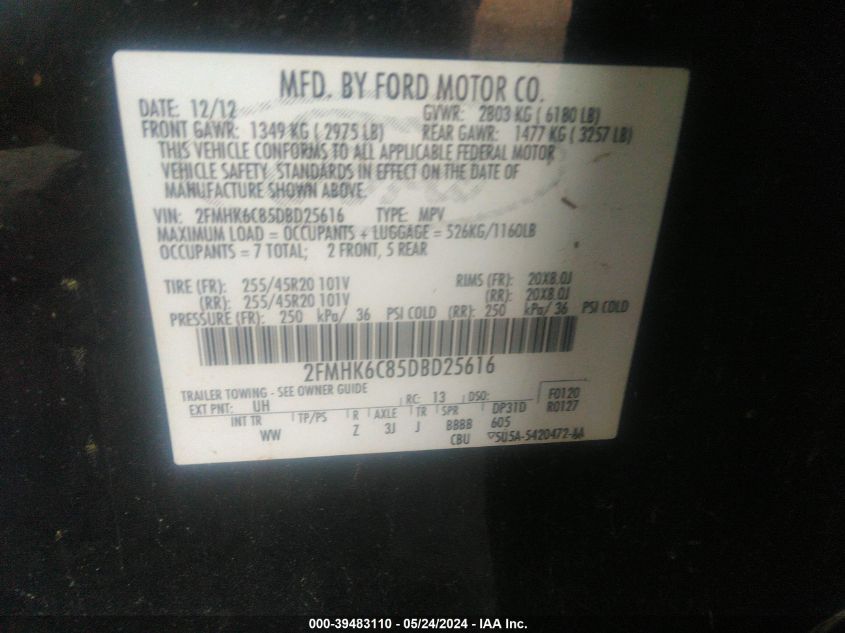 MFD. BY FORD MOTOR CO.
DATE: 12/12 GVWR: 2803 KG ( 6180 LB)
FRONT GAWR: 1349 KG ( 2975 LB) REAR GAWR: 1477 KG ( 3257 LB)
THIS VEHICLE CONFORMS TO ALL APPLICABLE FEDERAL MOTOR
VEHICLE SAFETY STANDARDS IN EFFECT ON THE DATE OF
MANUFACTURE SHOWN ABOVE.
VIN: 2FMHK6C85DBD25616 TYPE: MPV
MAXIMUM LOAD = OCCUPANTS + LUGGAGE = 526KG/1160LB
OCCUPANTS = 7 TOTAL; 2 FRONT, 5 REAR
TIRE (FR): 255/45R20 101V RIMS (FR): 20X8.0J
(RR): 255/45R20 101V (RR): 20X8.0J
PRESSURE (FR): 250 kPa/ 36 PSI COLD (RR): 250 kPa/ 36 PSI COLD
2FMHK6C85DBD25616
TRAILER TOWING - SEE OWNER GUIDE
EXT PNT: UH RC: 13 DSO: F0120
INT TR TP/PS R AXLE TR SPR DP31D R0127
WW Z 3J J BBBB 605
CBU 5U5A-5420472-AA
000-39483110 - 05/24/2024 - IAA Inc.